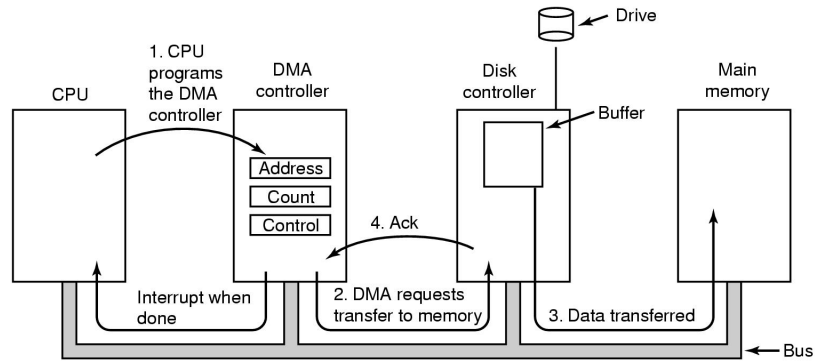 Drive
1. CPU
programs
the DMA
controller
DMA
controller
Disk
controller
Main
memory
CPU
Buffer
Address
Count
Control
4. Ack
Interrupt when
done
2. DMA requests
transfer to memory
3. Data transferred
Bus